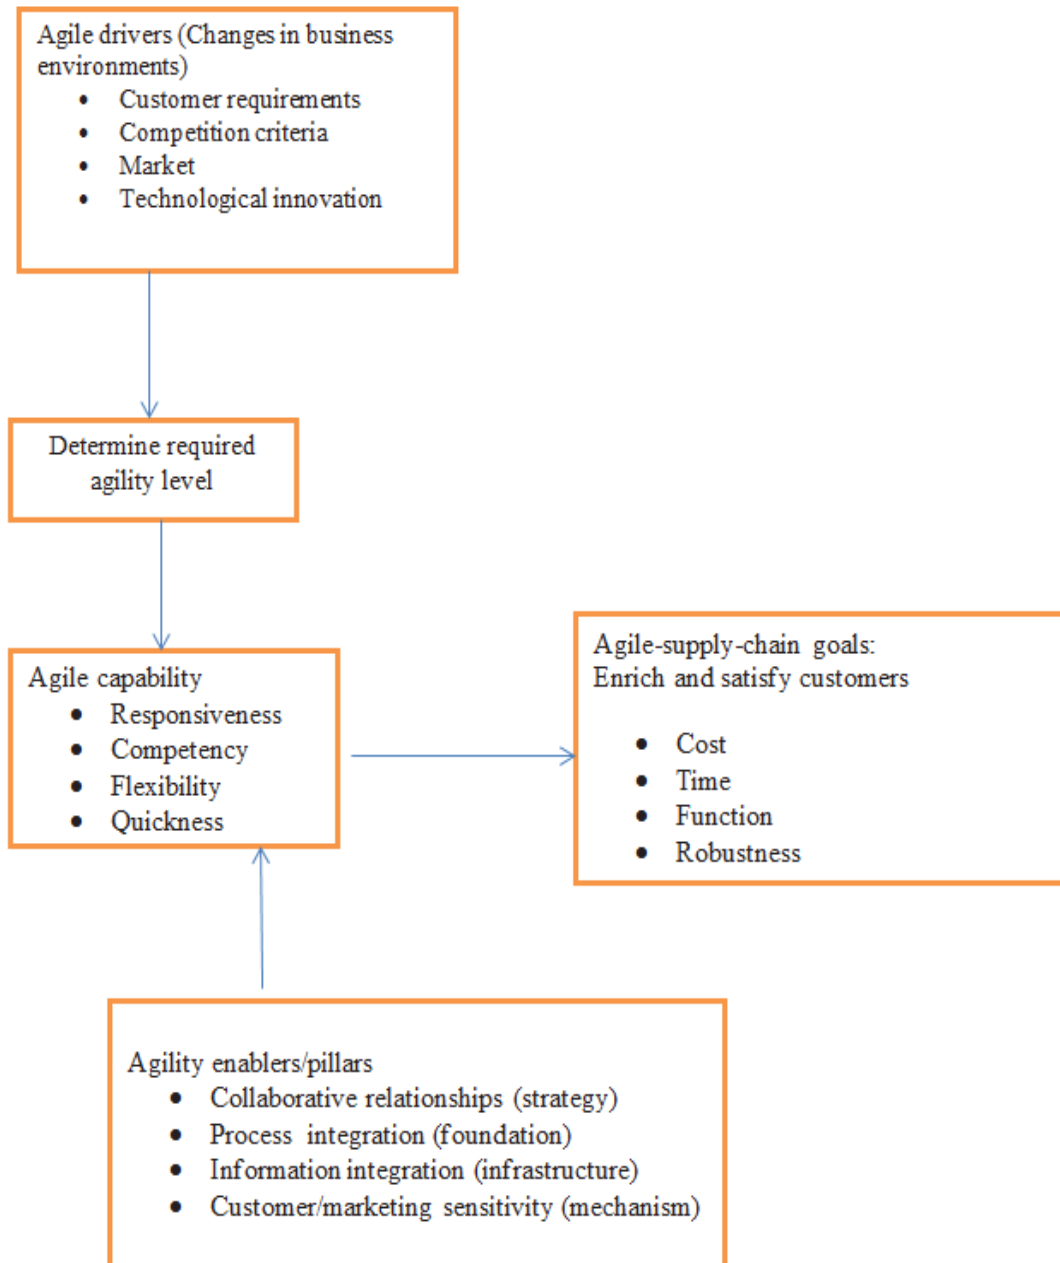 Agile drivers (Changes in business
environments)
• Customer requirements
• Competition criteria
• Market
• Technological innovation
Determine required
agility level
Agile capability
• Responsiveness
• Competency
• Flexibility
• Quickness
Agile-supply-chain goals:
Enrich and satisfy customers
• Cost
• Time
• Function
• Robustness
Agility enablers/pillars
• Collaborative relationships (strategy)
• Process integration (foundation)
• Information integration (infrastructure)
• Customer/marketing sensitivity (mechanism)